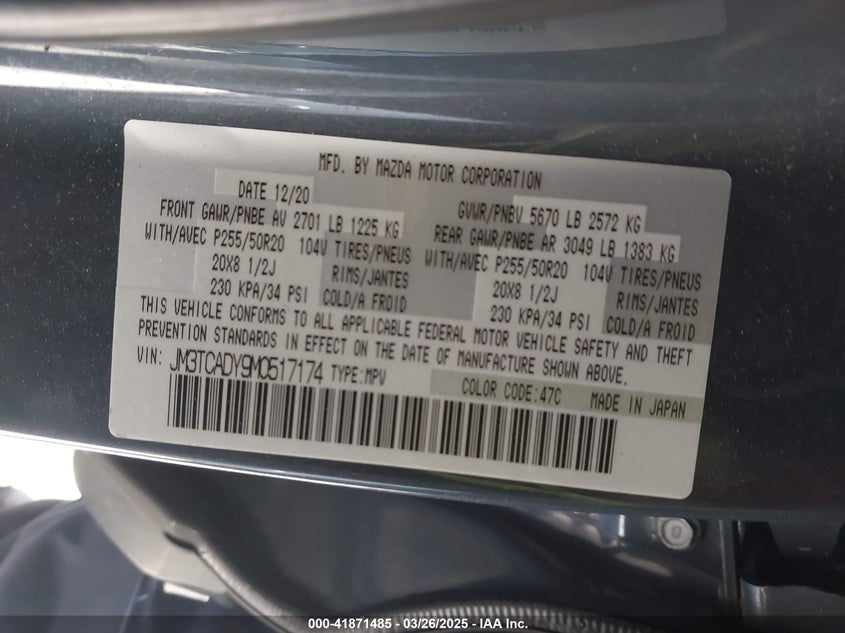 MFD. BY MAZDA MOTOR CORPORATION
DATE 12/20
GVWR/PNBV 5670 LB 2572 KG
FRONT GAWR/PNBE AV 2701 LB 1225 KG
REAR GAWR/PNBE AR 3049 LB 1383 KG
WITH/AVEC P255/50R20 104V TIRES/PNEUS
WITH/AVEC P255/50R20 104V TIRES/PNEUS
20X8 1/2J RIMS/JANTES
20X8 1/2J RIMS/JANTES
230 KPA/34 PSI COLD/A FROID
230 KPA/34 PSI COLD/A FROID
THIS VEHICLE CONFORMS TO ALL APPLICABLE FEDERAL MOTOR VEHICLE SAFETY AND THEFT
PREVENTION STANDARDS IN EFFECT ON THE DATE OF MANUFACTURE SHOWN ABOVE.
VIN: JM3TCADY9M0517174 TYPE:MPV
COLOR CODE:47C MADE IN JAPAN
000-41871485 - 03/26/2025 - IAA Inc.